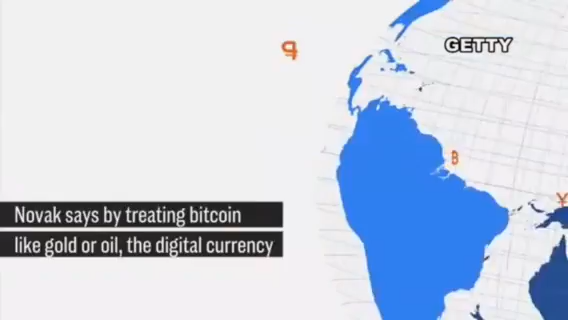 GETTY
Novak says by treating bitcoin
like gold or oil, the digital currency